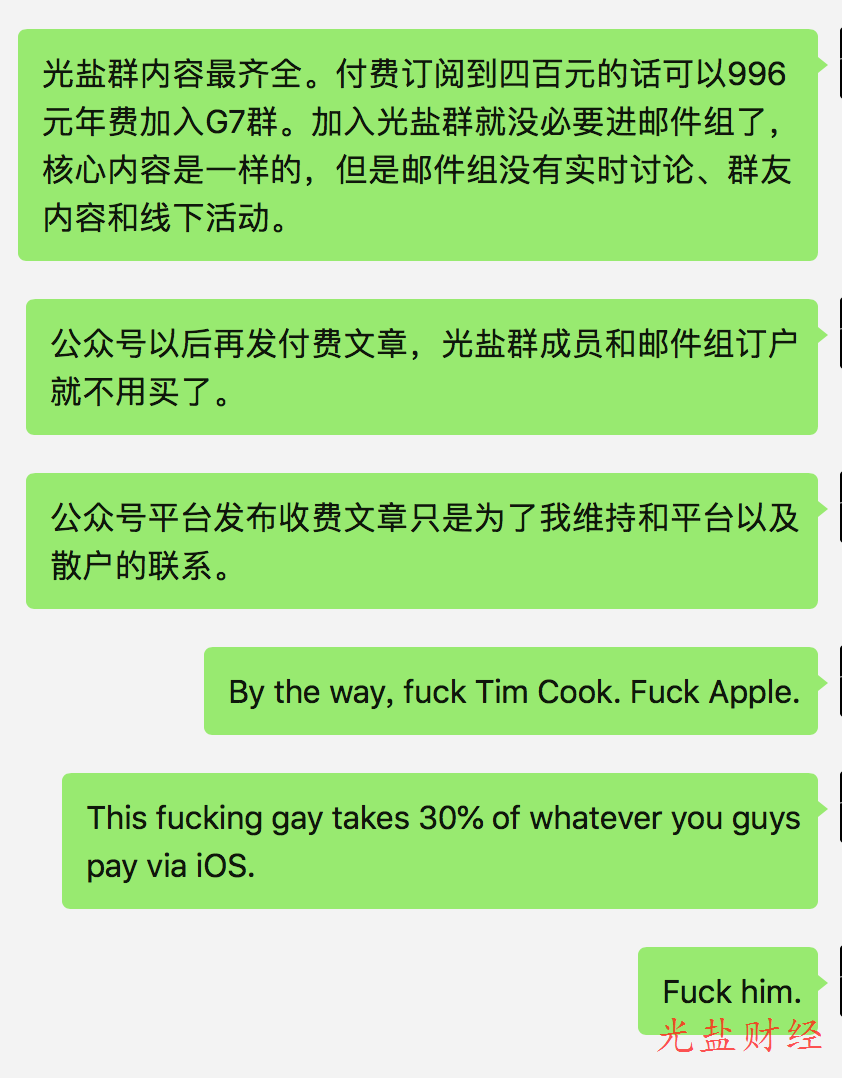 光盐群内容最齐全。付费订阅到四百元的话可以996
元年费加入G7群。加入光盐群就没必要进邮件组了，
核心内容是一样的，但是邮件组没有实时讨论、群友
内容和线下活动。
公众号以后再发付费文章，光盐群成员和邮件组订户
就不用买了。
公众号平台发布收费文章只是为了我维持和平台以及
散户的联系。
By the way, fuck Tim Cook. Fuck Apple.
This fucking gay takes 30% of whatever you guys
pay via iOS.
Fuck him.
光盐财经